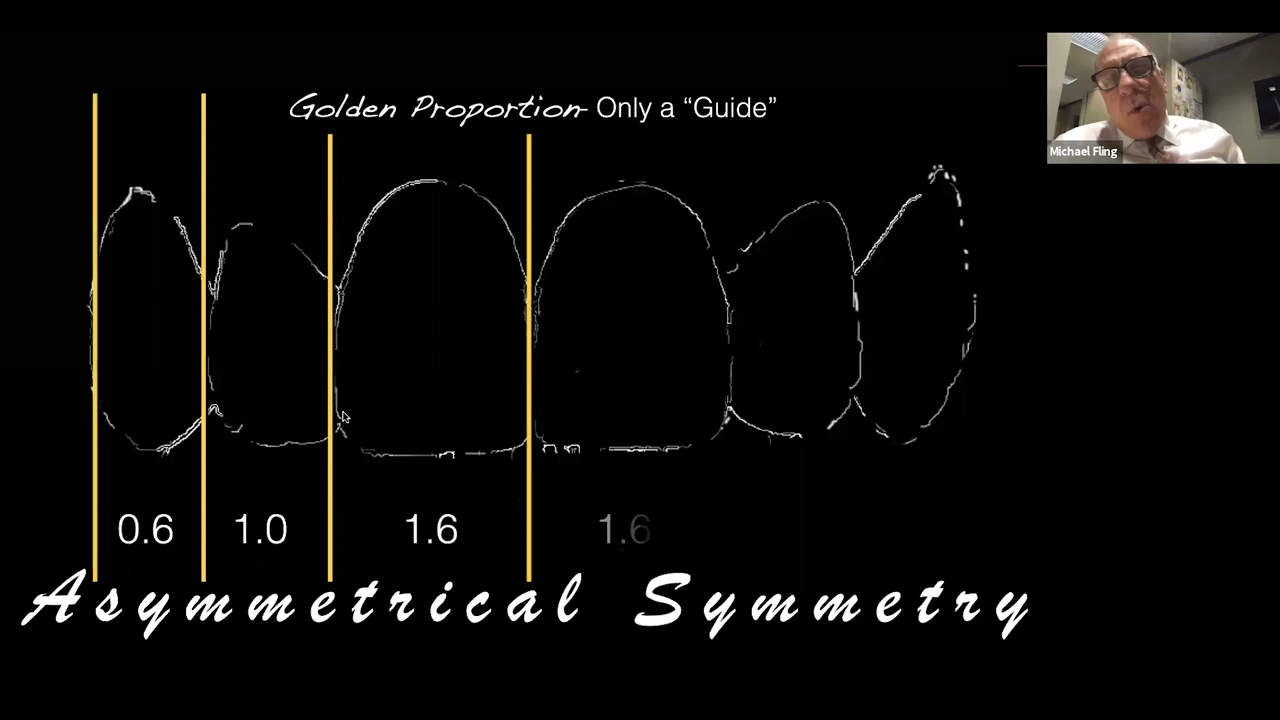 Golden Proportion - Only a “Guide”
Michael Fling
0.6 1.0 1.6 1.6
Asymmetrical Symmetry